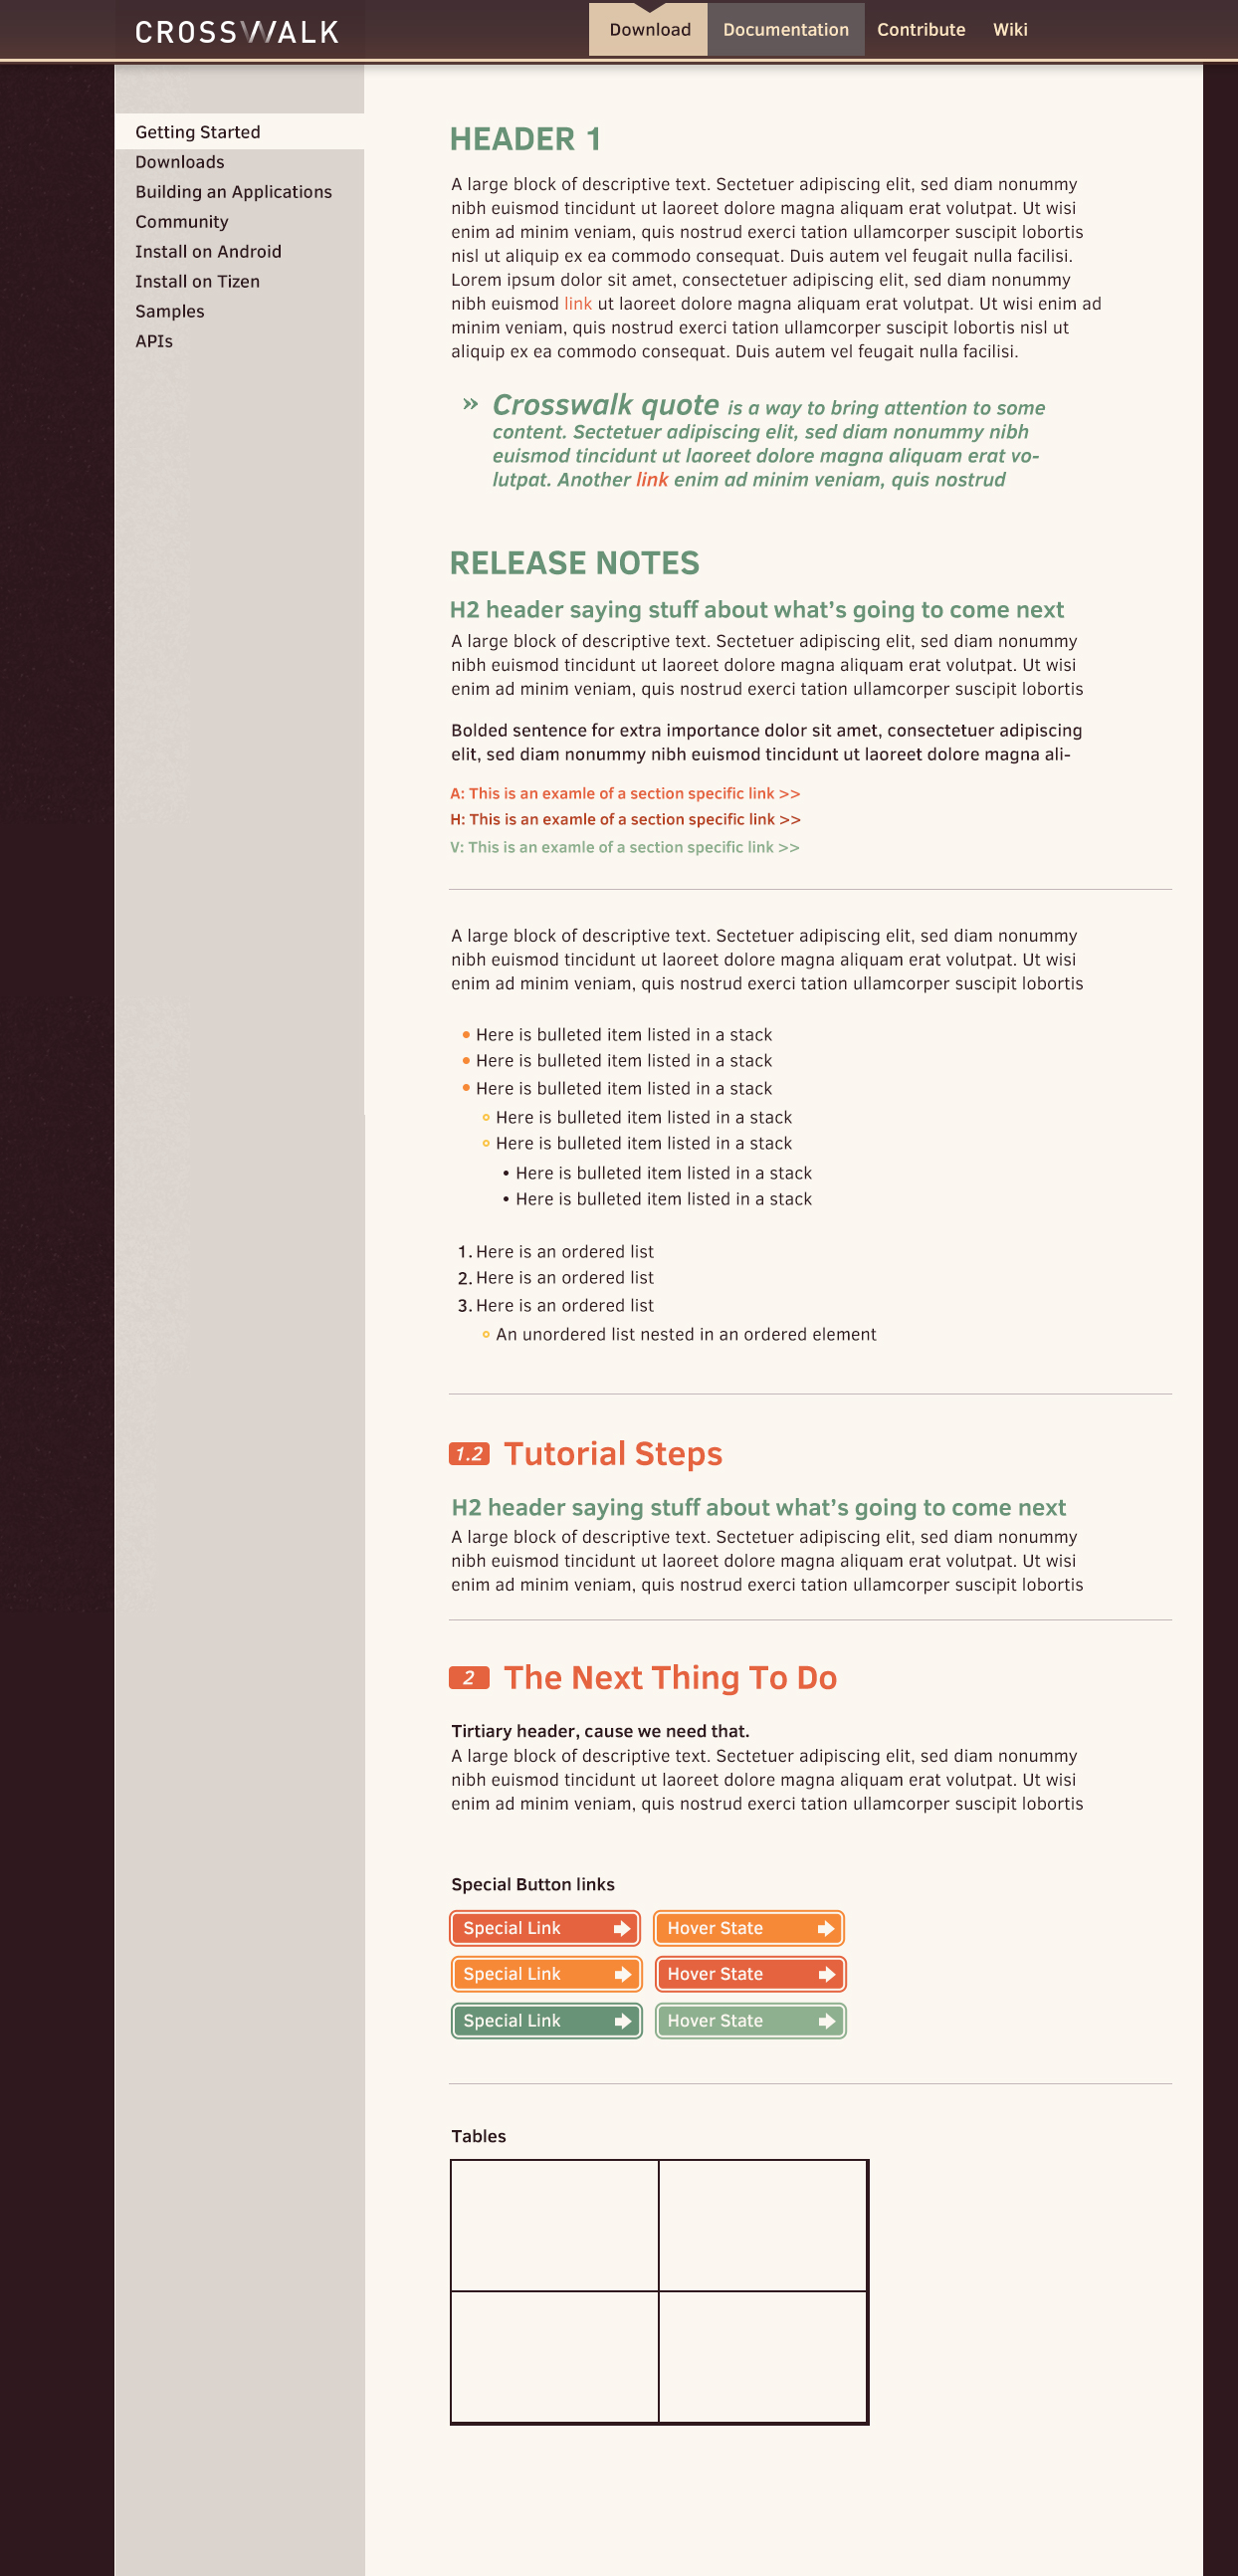 CROSSWALK
Download Documentation Contribute Wiki
Getting Started
Downloads
Building an Applications
Community
Install on Android
Install on Tizen
Samples
APIs
HEADER 1
A large block of descriptive text. Sectetuer adipiscing elit, sed diam nonummy
nibh euismod tincidunt ut laoreet dolore magna aliquam erat volutpat. Ut wisi
enim ad minim veniam, quis nostrud exerci tation ullamcorper suscipit lobortis
nisl ut aliquip ex ea commodo consequat. Duis autem vel feugait nulla facilisi.
Lorem ipsum dolor sit amet, consectetuer adipiscing elit, sed diam nonummy
nibh euismod link ut laoreet dolore magna aliquam erat volutpat. Ut wisi enim ad
minim veniam, quis nostrud exerci tation ullamcorper suscipit lobortis nisl ut
aliquip ex ea commodo consequat. Duis autem vel feugait nulla facilisi.
» Crosswalk quote is a way to bring attention to some
content. Sectetuer adipiscing elit, sed diam nonummy nibh
euismod tincidunt ut laoreet dolore magna aliquam erat vo-
lutpat. Another link enim ad minim veniam, quis nostrud
RELEASE NOTES
H2 header saying stuff about what’s going to come next
A large block of descriptive text. Sectetuer adipiscing elit, sed diam nonummy
nibh euismod tincidunt ut laoreet dolore magna aliquam erat volutpat. Ut wisi
enim ad minim veniam, quis nostrud exerci tation ullamcorper suscipit lobortis
Bolded sentence for extra importance dolor sit amet, consectetuer adipiscing
elit, sed diam nonummy nibh euismod tincidunt ut laoreet dolore magna ali-
A: This is an examle of a section specific link >>
H: This is an examle of a section specific link >>
V: This is an examle of a section specific link >>
A large block of descriptive text. Sectetuer adipiscing elit, sed diam nonummy
nibh euismod tincidunt ut laoreet dolore magna aliquam erat volutpat. Ut wisi
enim ad minim veniam, quis nostrud exerci tation ullamcorper suscipit lobortis
• Here is bulleted item listed in a stack
• Here is bulleted item listed in a stack
• Here is bulleted item listed in a stack
◦ Here is bulleted item listed in a stack
◦ Here is bulleted item listed in a stack
• Here is bulleted item listed in a stack
• Here is bulleted item listed in a stack
1. Here is an ordered list
2. Here is an ordered list
3. Here is an ordered list
◦ An unordered list nested in an ordered element
1.2 Tutorial Steps
H2 header saying stuff about what’s going to come next
A large block of descriptive text. Sectetuer adipiscing elit, sed diam nonummy
nibh euismod tincidunt ut laoreet dolore magna aliquam erat volutpat. Ut wisi
enim ad minim veniam, quis nostrud exerci tation ullamcorper suscipit lobortis
2 The Next Thing To Do
Tirtiary header, cause we need that.
A large block of descriptive text. Sectetuer adipiscing elit, sed diam nonummy
nibh euismod tincidunt ut laoreet dolore magna aliquam erat volutpat. Ut wisi
enim ad minim veniam, quis nostrud exerci tation ullamcorper suscipit lobortis
Special Button links
Special Link Hover State
Special Link Hover State
Special Link Hover State
Tables